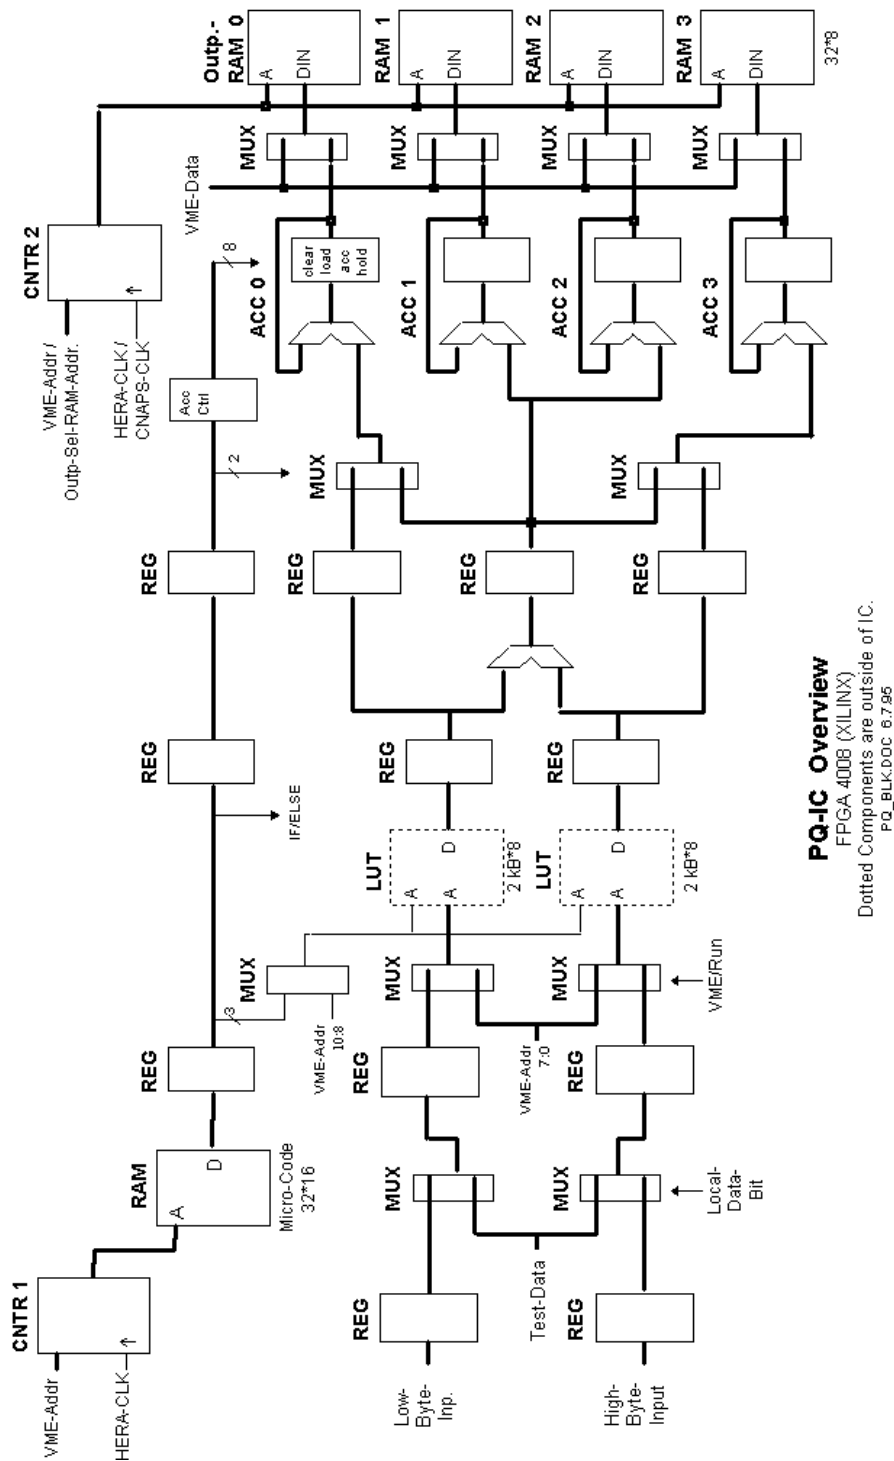 CNTR 1
VME-Addr
HERA-CLK
↑
RAM
A
D
Micro-Code
32*16
REG
3
MUX
VME-Addr
10:8
IF/ELSE
REG
REG
2
Acc
Ctrl
8
CNTR 2
VME-Addr /
Outp-Sel-RAM-Addr.
HERA-CLK /
CNAPS-CLK
↑
VME-Data
Low-
Byte-
Inp.
REG
MUX
REG
MUX
LUT
A
A
D
2 kB*8
REG
REG
MUX
Test-Data
VME-Addr
7:0
REG
High-
Byte-
Input
REG
MUX
Local-
Data-
Bit
REG
MUX
VME/Run
LUT
A
A
D
2 kB*8
REG
REG
MUX
ACC 0
clear
load
acc
hold
MUX
Outp.-
RAM 0
A
DIN
ACC 1
MUX
RAM 1
A
DIN
ACC 2
MUX
RAM 2
A
DIN
ACC 3
MUX
RAM 3
A
DIN
32*8
PQ-IC Overview
FPGA 4008 (XILINX)
Dotted Components are outside of IC.
PQ_BLK.DOC 6.7.95